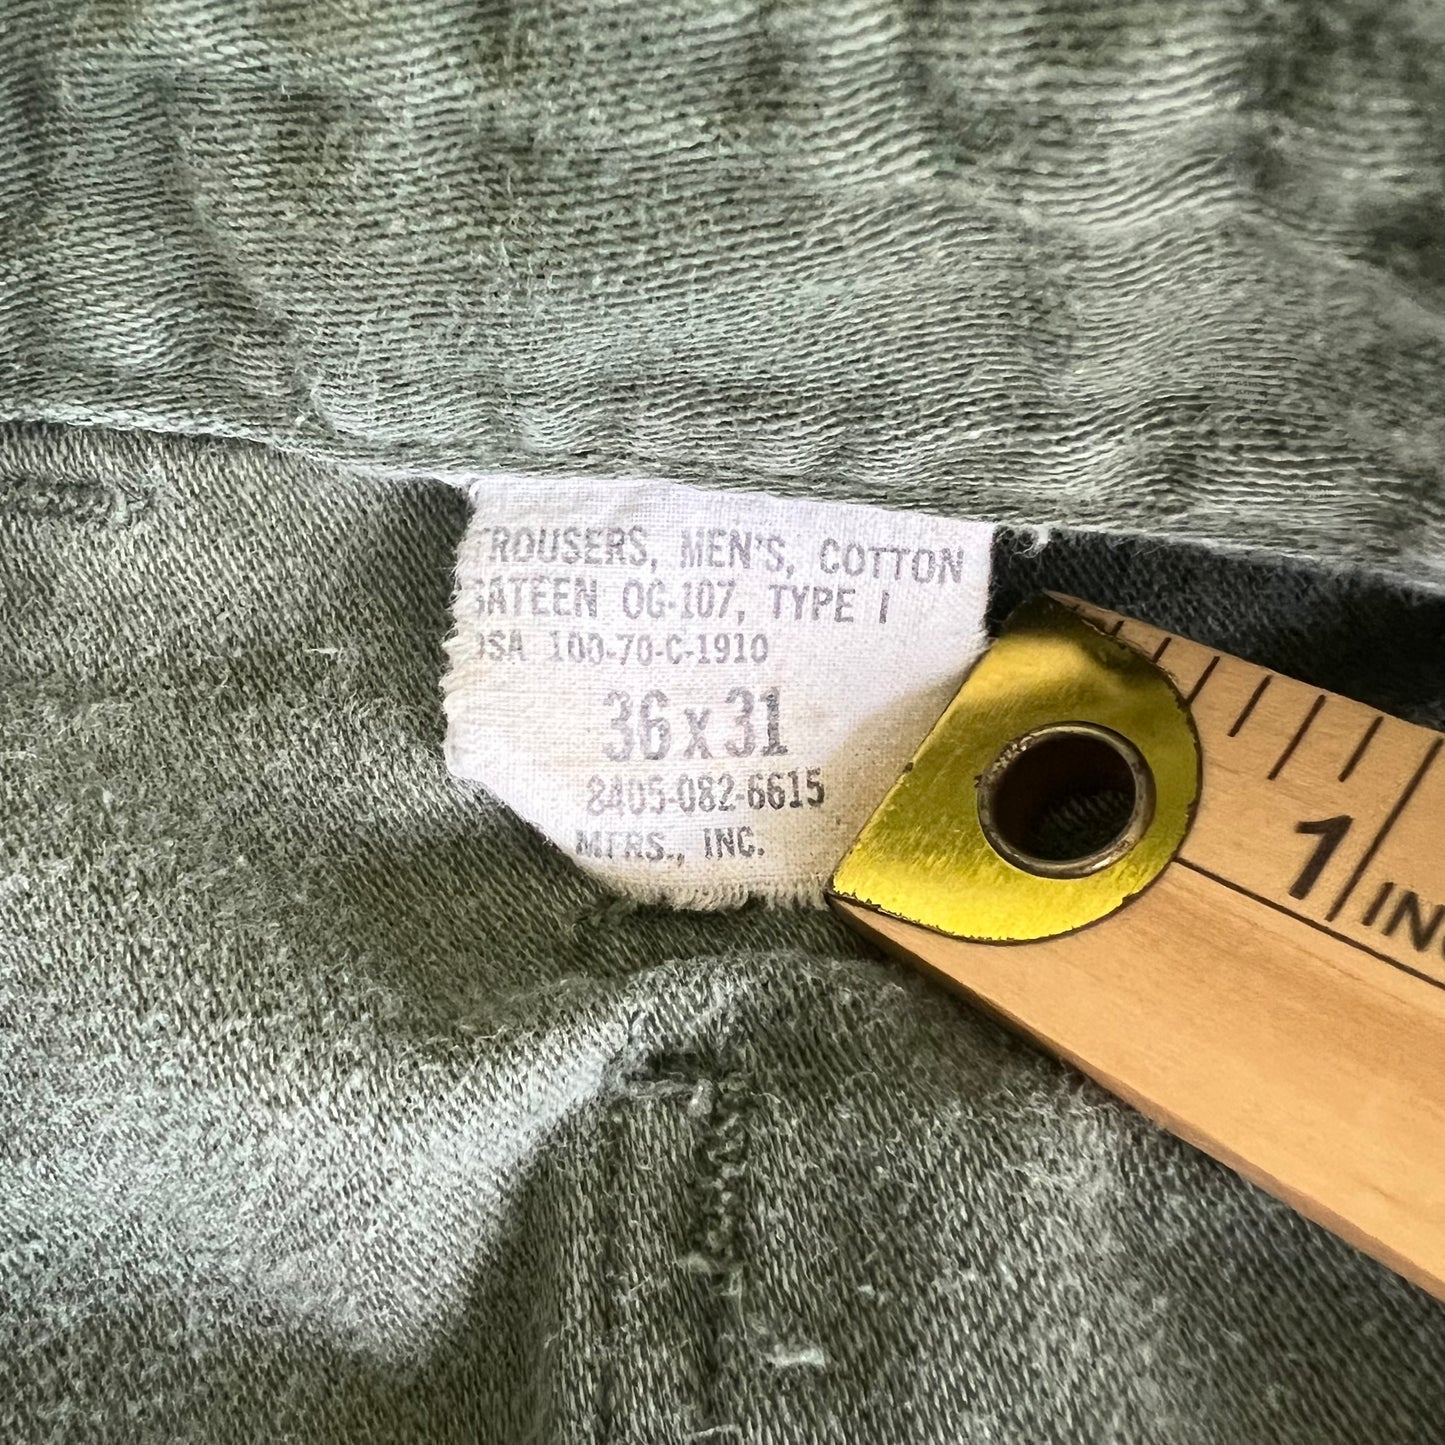 TROUSERS, MEN'S, COTTON
SATEEN OG-107, TYPE I
DSA 100-70-C-1910
36 x 31
8405-082-6615
MFRS., INC.
1